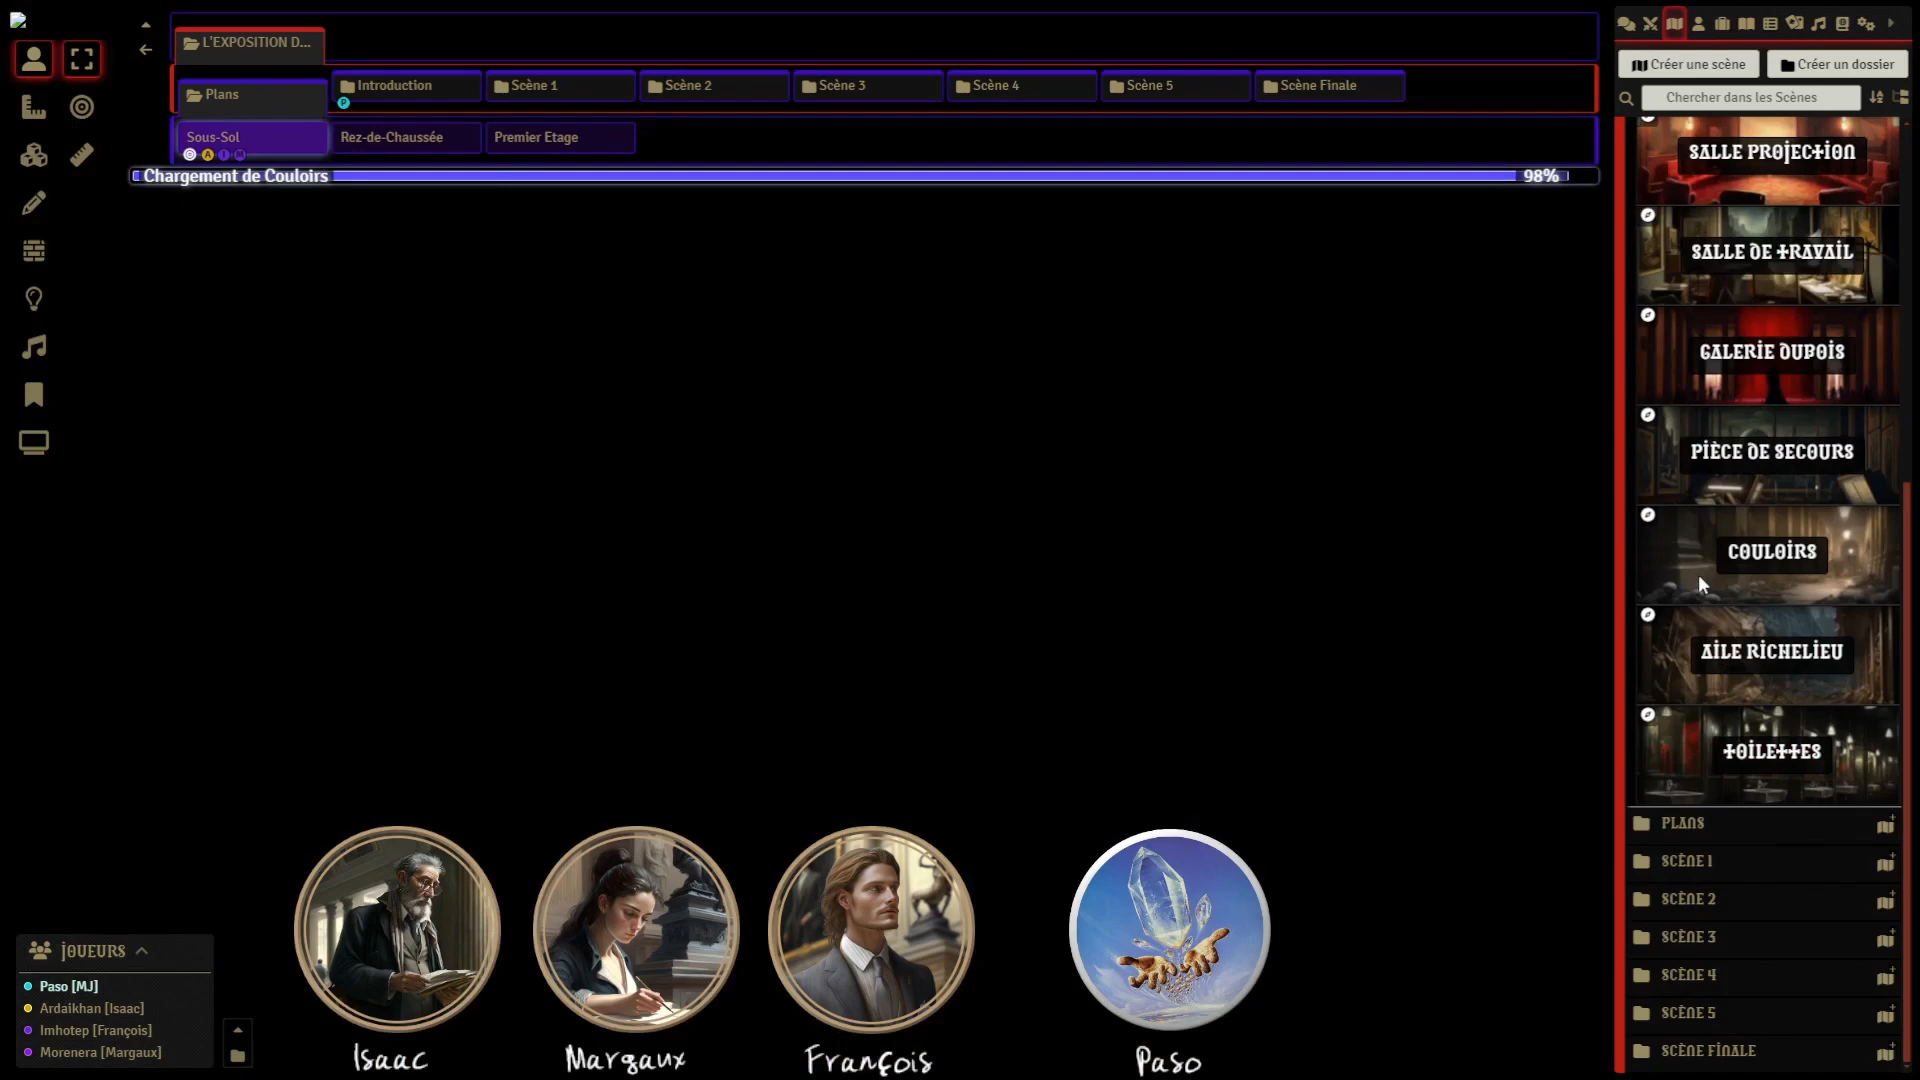 L'EXPOSITION D...
Plans
Introduction
Scène 1
Scène 2
Scène 3
Scène 4
Scène 5
Scène Finale
P
Sous-Sol
Rez-de-Chaussée
Premier Etage
A I M
Chargement de Couloirs 98%
Créer une scène
Créer un dossier
Chercher dans les Scènes
SALLE PROJECTION
SALLE DE TRAVAIL
GALERIE DUBOIS
PIÈCE DE SECOURS
COULOIRS
AILE RICHELIEU
TOILETTES
PLANS
SCÈNE 1
SCÈNE 2
SCÈNE 3
SCÈNE 4
SCÈNE 5
SCÈNE FINALE
JOUEURS
Paso [MJ]
Ardaikhan [Isaac]
Imhotep [François]
Morenera [Margaux]
Isaac
Margaux
François
Paso